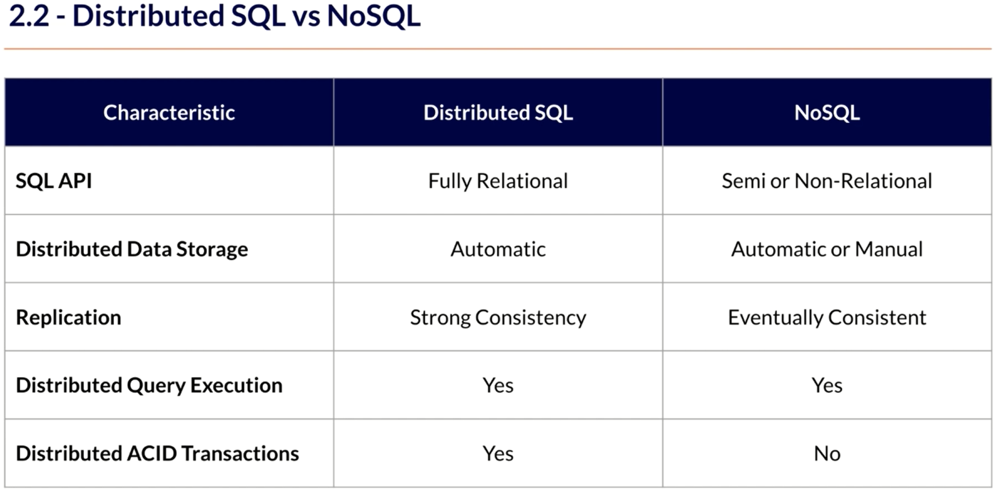 2.2 - Distributed SQL vs NoSQL
Characteristic Distributed SQL NoSQL
SQL API Fully Relational Semi or Non-Relational
Distributed Data Storage Automatic Automatic or Manual
Replication Strong Consistency Eventually Consistent
Distributed Query Execution Yes Yes
Distributed ACID Transactions Yes No